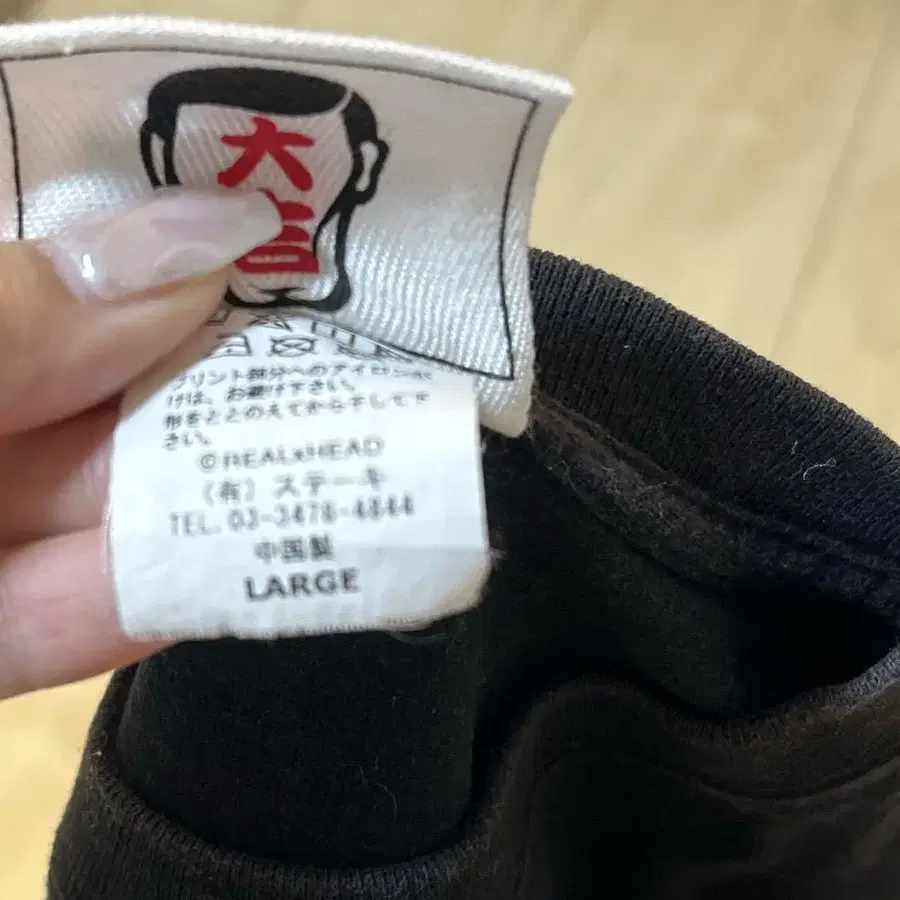 大
プリント部分へのアイロンが
けは、お避け下さい。
形をととのえてから干して下
さい。
©REALxHEAD
(有) ステーキ
TEL. 03-3478-4844
中国製
LARGE